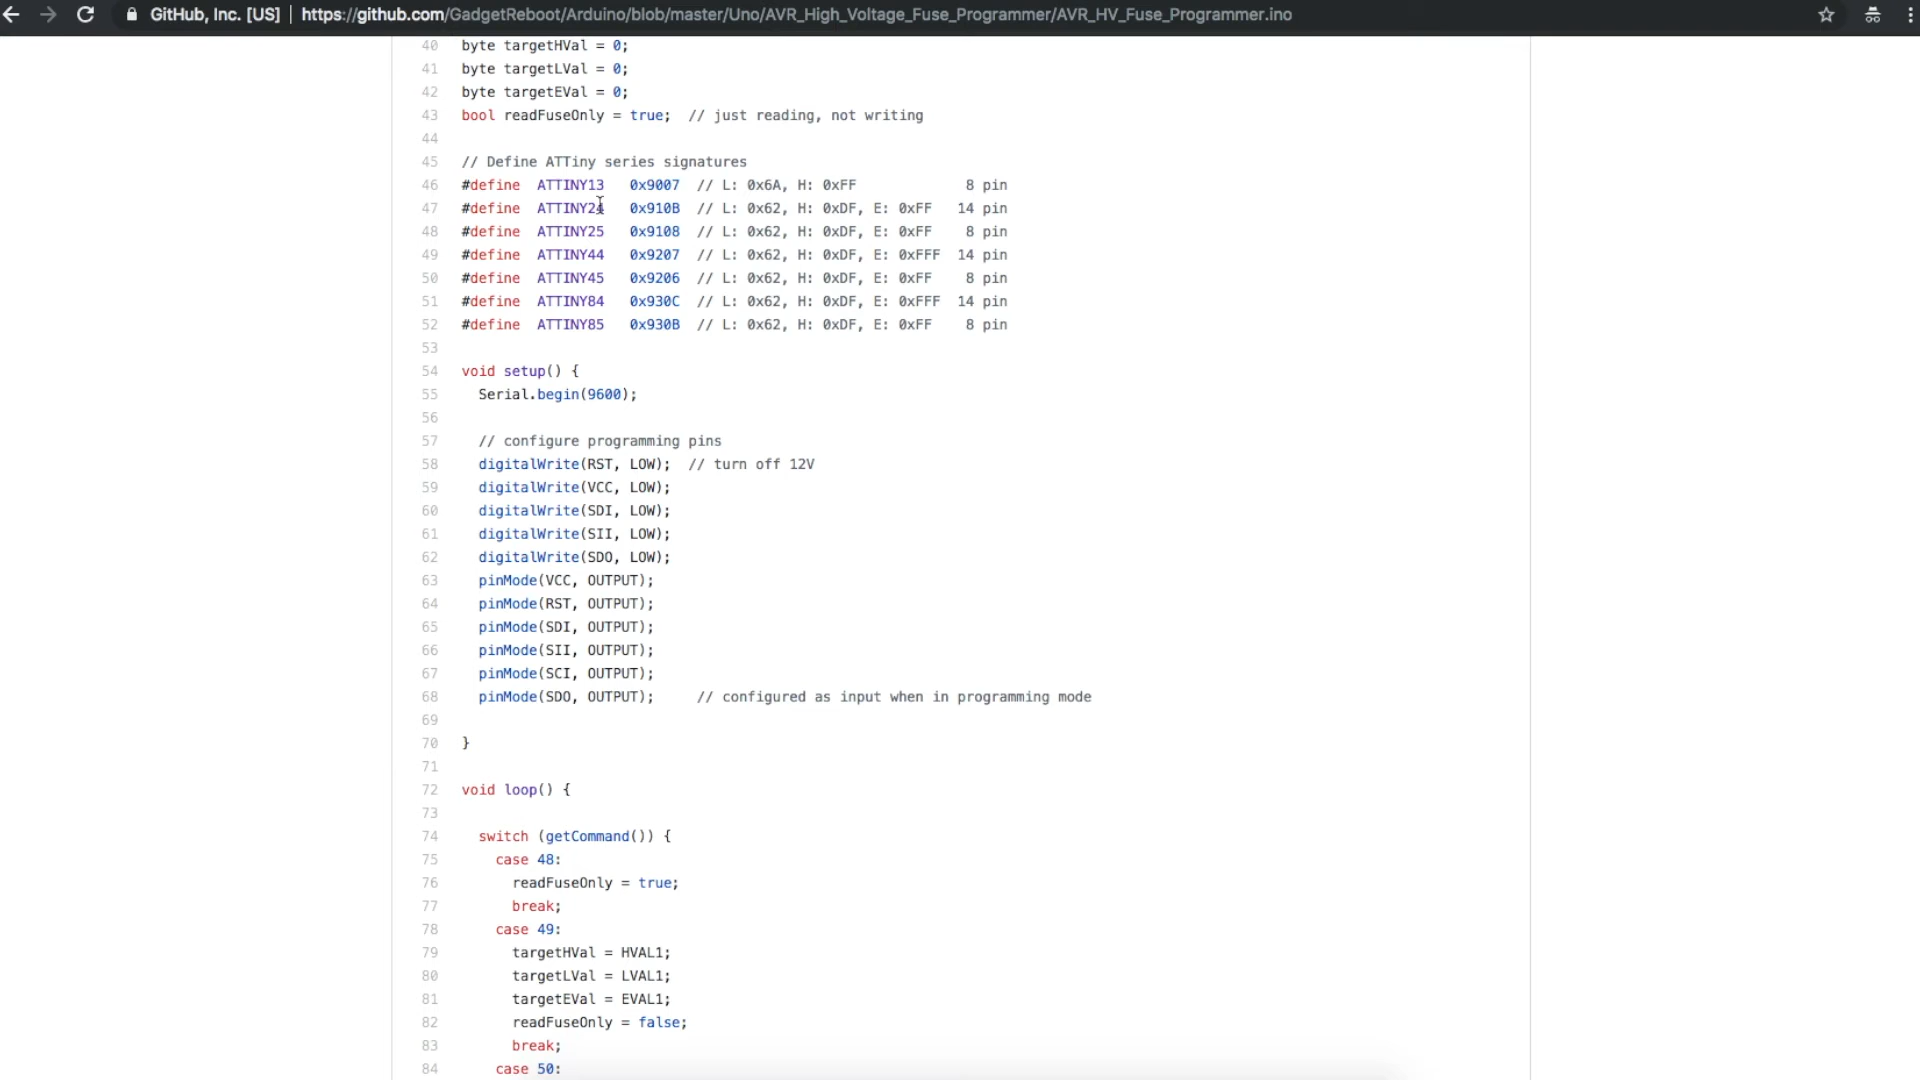 GitHub, Inc. [US] | https://github.com/GadgetReboot/Arduino/blob/master/Uno/AVR_High_Voltage_Fuse_Programmer/AVR_HV_Fuse_Programmer.ino
40 byte targetHVal = 0;
41 byte targetLVal = 0;
42 byte targetEVal = 0;
43 bool readFuseOnly = true;  // just reading, not writing
44
45 // Define ATTiny series signatures
46 #define  ATTINY13   0x9007  // L: 0x6A, H: 0xFF             8 pin
47 #define  ATTINY24   0x910B  // L: 0x62, H: 0xDF, E: 0xFF   14 pin
48 #define  ATTINY25   0x9108  // L: 0x62, H: 0xDF, E: 0xFF    8 pin
49 #define  ATTINY44   0x9207  // L: 0x62, H: 0xDF, E: 0xFFF  14 pin
50 #define  ATTINY45   0x9206  // L: 0x62, H: 0xDF, E: 0xFF    8 pin
51 #define  ATTINY84   0x930C  // L: 0x62, H: 0xDF, E: 0xFFF  14 pin
52 #define  ATTINY85   0x930B  // L: 0x62, H: 0xDF, E: 0xFF    8 pin
53
54 void setup() {
55   Serial.begin(9600);
56
57   // configure programming pins
58   digitalWrite(RST, LOW);  // turn off 12V
59   digitalWrite(VCC, LOW);
60   digitalWrite(SDI, LOW);
61   digitalWrite(SII, LOW);
62   digitalWrite(SDO, LOW);
63   pinMode(VCC, OUTPUT);
64   pinMode(RST, OUTPUT);
65   pinMode(SDI, OUTPUT);
66   pinMode(SII, OUTPUT);
67   pinMode(SCI, OUTPUT);
68   pinMode(SDO, OUTPUT);     // configured as input when in programming mode
69
70 }
71
72 void loop() {
73
74   switch (getCommand()) {
75     case 48:
76       readFuseOnly = true;
77       break;
78     case 49:
79       targetHVal = HVAL1;
80       targetLVal = LVAL1;
81       targetEVal = EVAL1;
82       readFuseOnly = false;
83       break;
84     case 50: